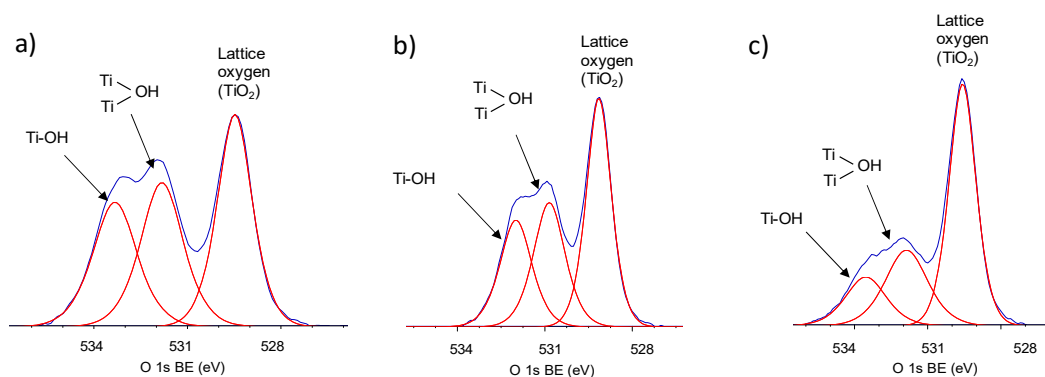 a)
Lattice
oxygen
(TiO2)
Ti
OH
Ti
Ti-OH
534
531
528
O 1s BE (eV)
b)
Lattice
oxygen
(TiO2)
Ti
OH
Ti
Ti-OH
534
531
528
O 1s BE (eV)
c)
Lattice
oxygen
(TiO2)
Ti
OH
Ti
Ti-OH
534
531
528
O 1s BE (eV)